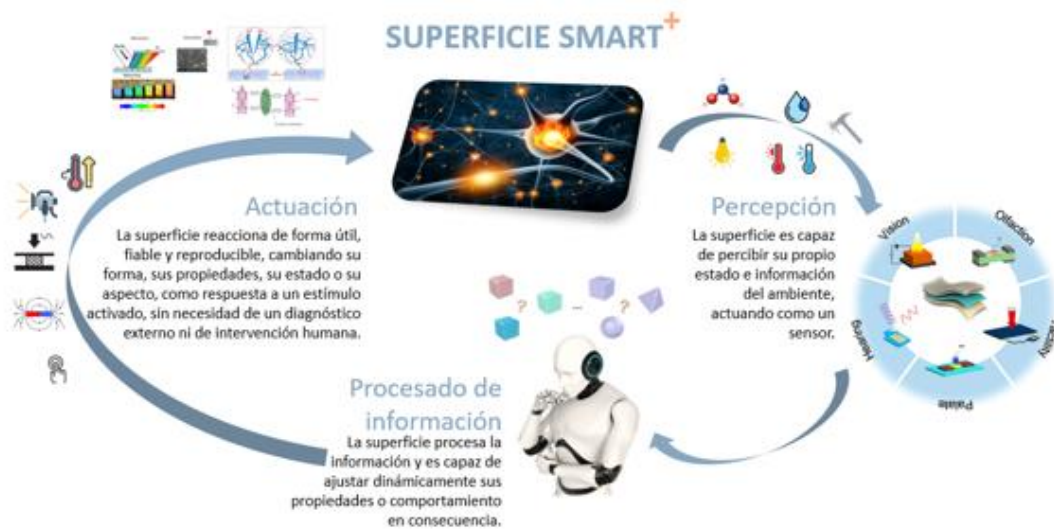 SUPERFICIE SMART+
Actuación
La superficie reacciona de forma útil,
fiable y reproducible, cambiando su
forma, sus propiedades, su estado o su
aspecto, como respuesta a un estímulo
activado, sin necesidad de un diagnóstico
externo ni de intervención humana.
Percepción
La superficie es capaz
de percibir su propio
estado e información
del ambiente,
actuando como un
sensor.
Vision
Olfaction
Hearing
Palate
?
...
?
Procesado de
información
La superficie procesa la
información y es capaz de
ajustar dinámicamente sus
propiedades o comportamiento
en consecuencia.